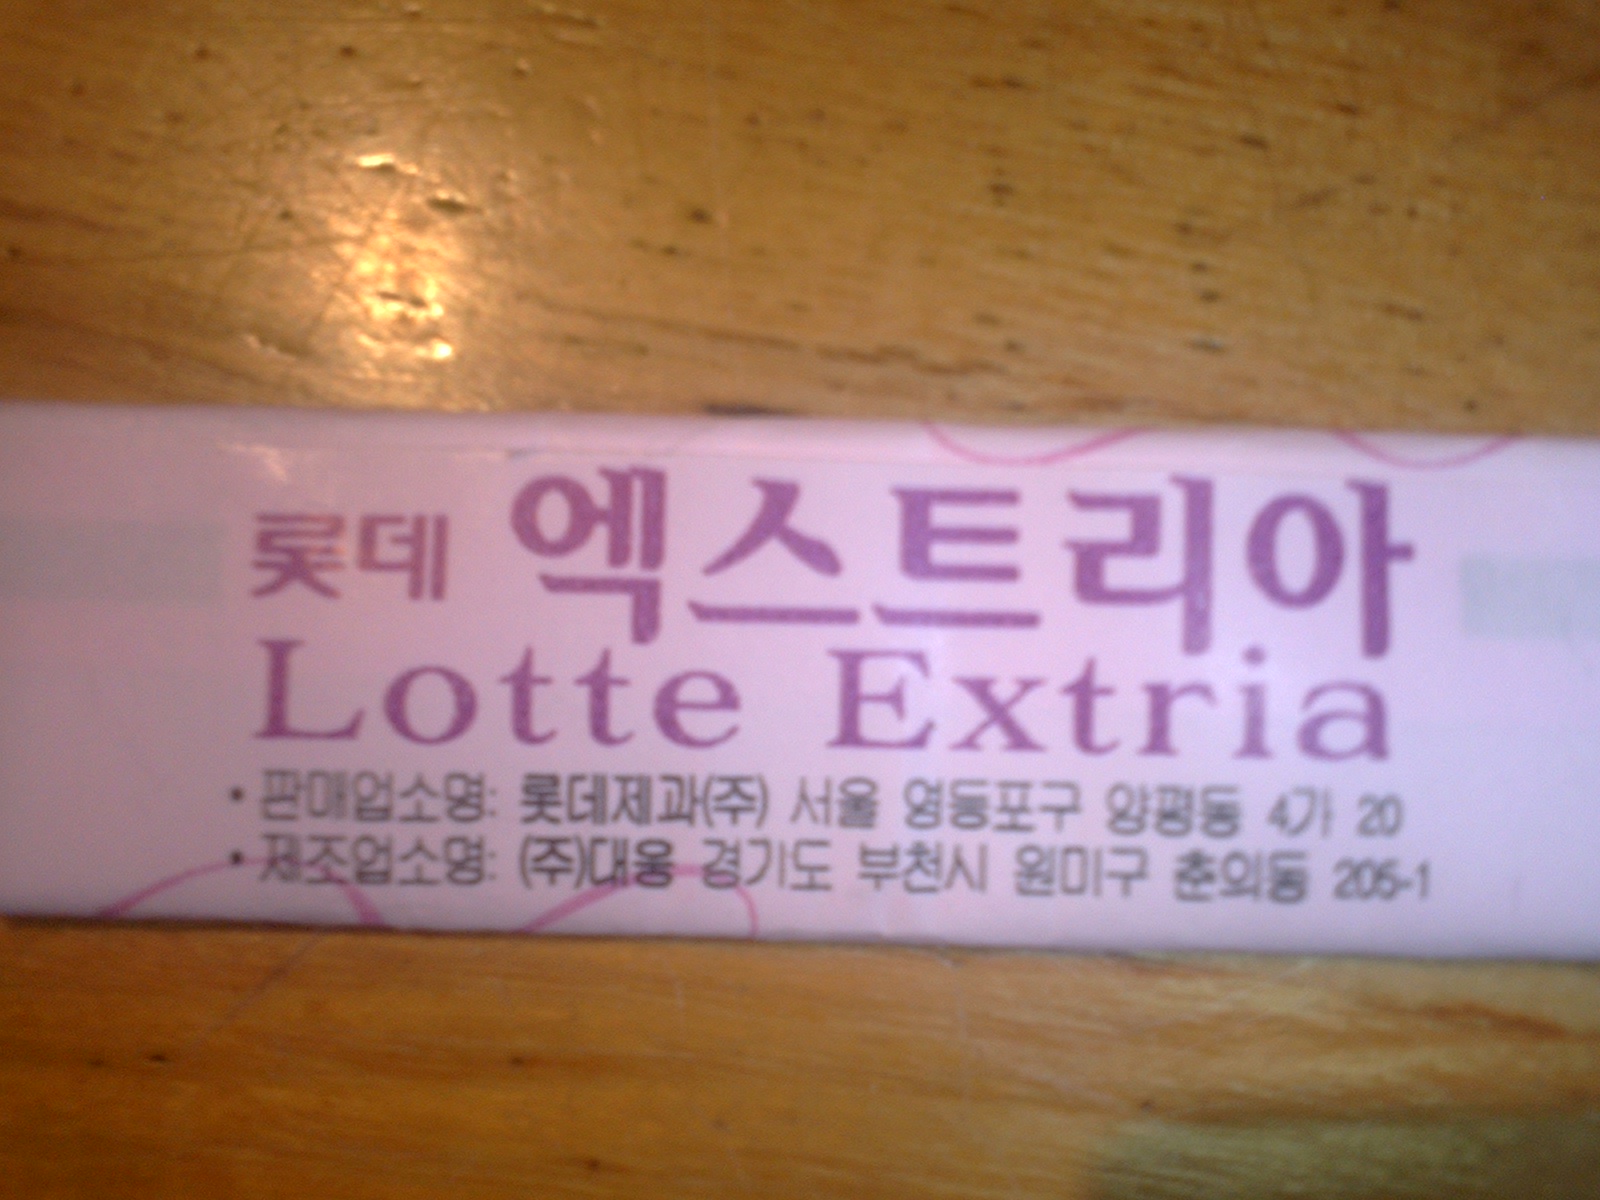 롯데 엑스트리아
Lotte Extria
• 판매업소명: 롯데제과(주) 서울 영등포구 양평동 4가 20
• 제조업소명: (주)대웅 경기도 부천시 원미구 춘의동 205-1